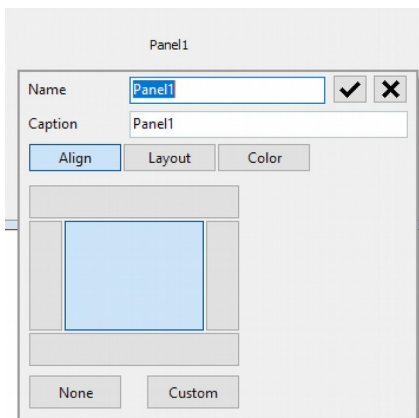 Panel1
Name Panel1
Caption Panel1
Align Layout Color
None Custom